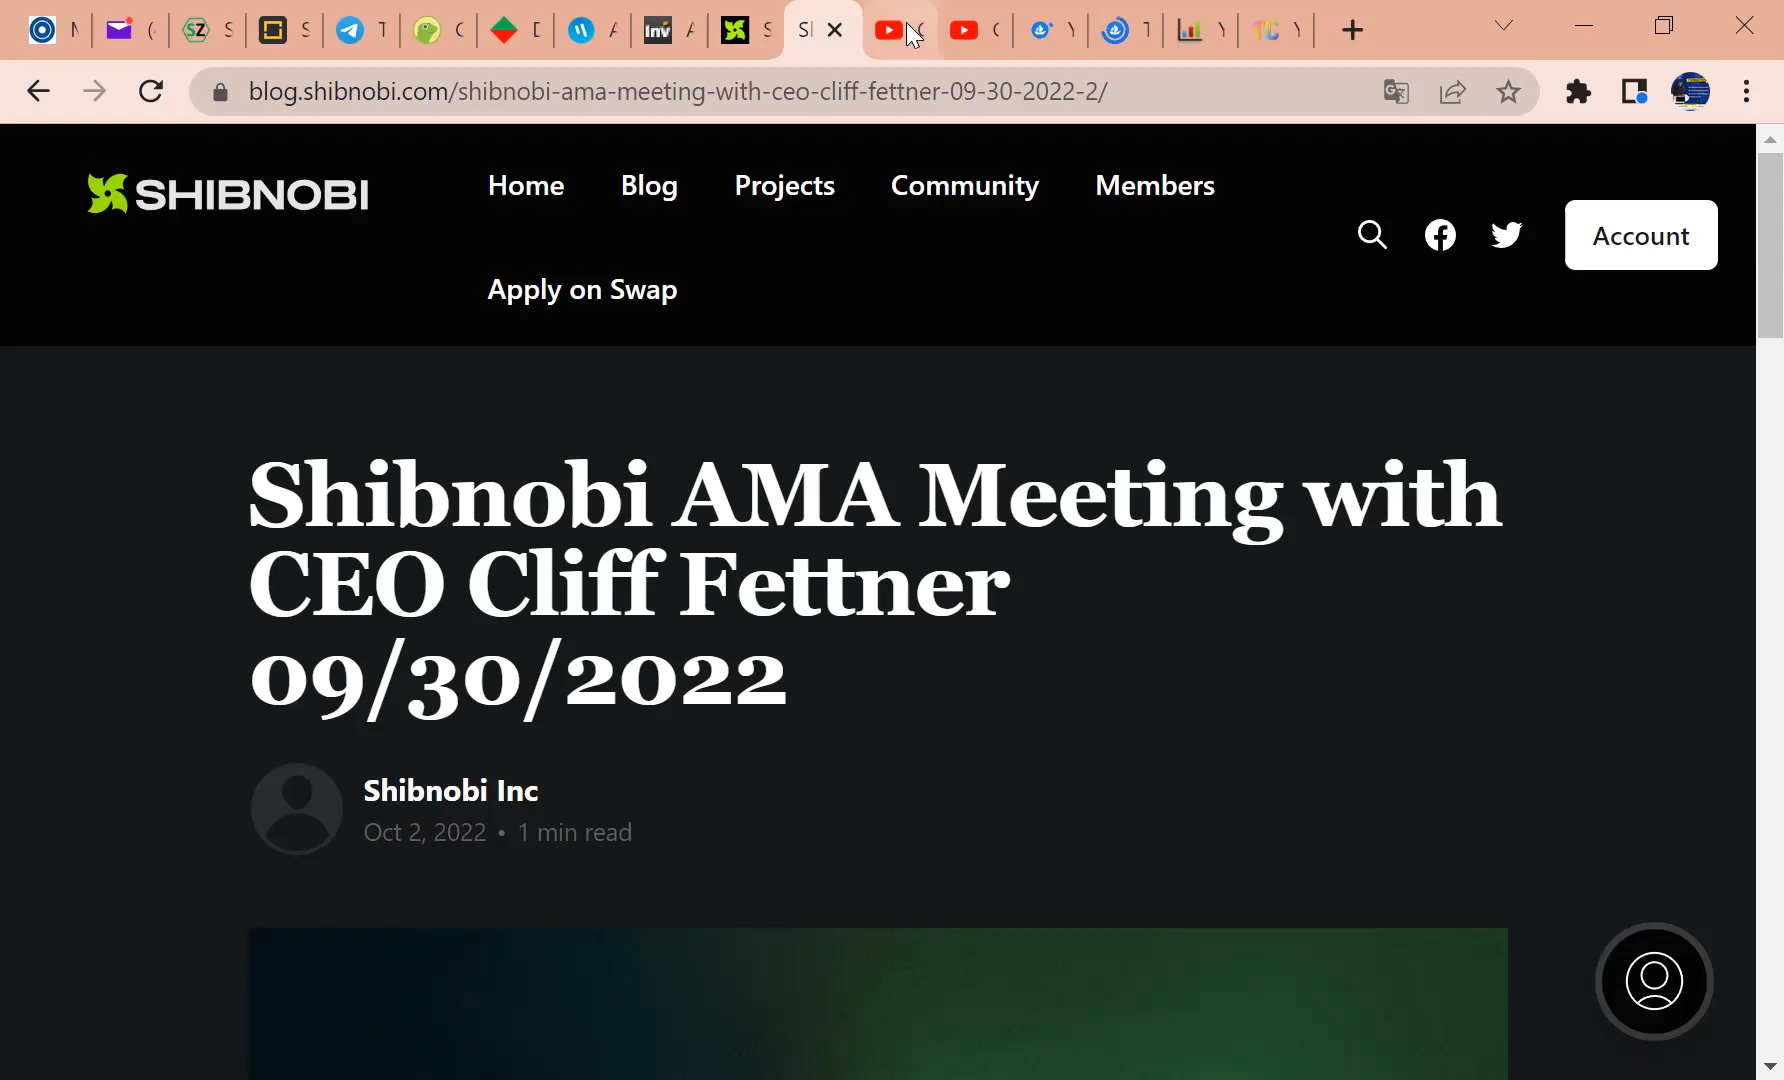 blog.shibnobi.com/shibnobi-ama-meeting-with-ceo-cliff-fettner-09-30-2022-2/
SHIBNOBI
Home
Blog
Projects
Community
Members
Apply on Swap
Account
Shibnobi AMA Meeting with
CEO Cliff Fettner
09/30/2022
Shibnobi Inc
Oct 2, 2022 • 1 min read